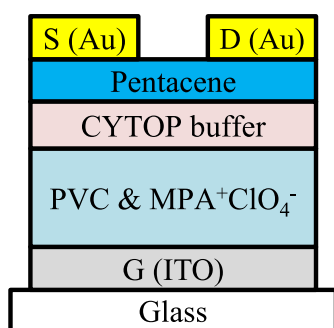 S (Au) D (Au)
Pentacene
CYTOP buffer
PVC & MPA⁺ClO₄⁻
G (ITO)
Glass